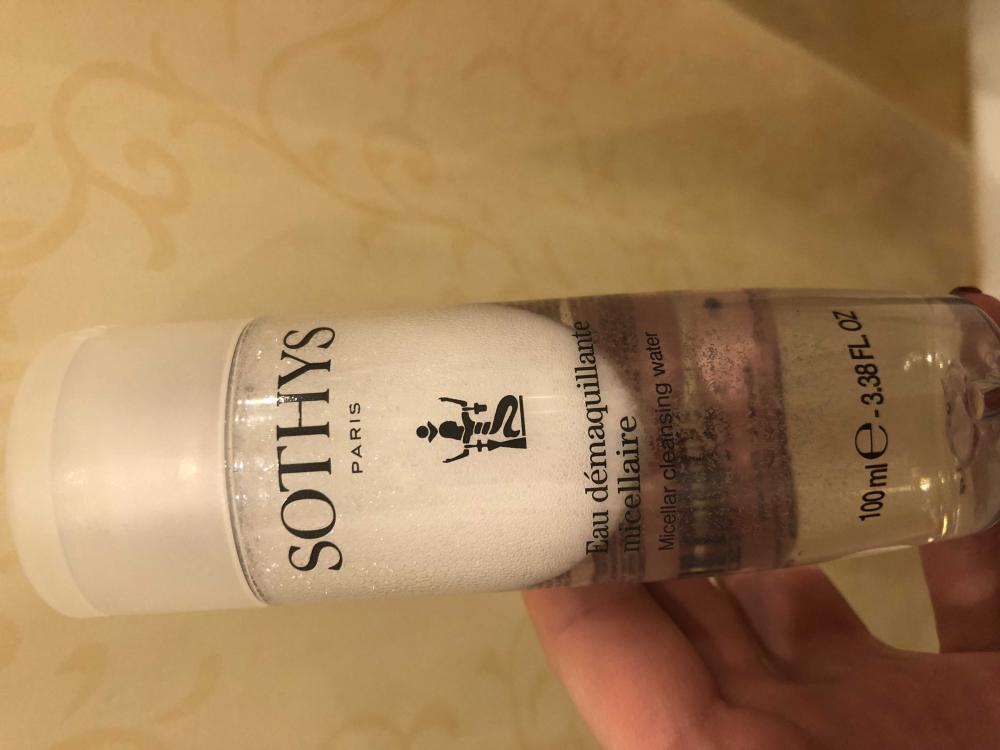 SOTHYS
PARIS
Eau démaquillante
micellaire
Micellar cleansing water
100 ml ℮ - 3.38 FL OZ